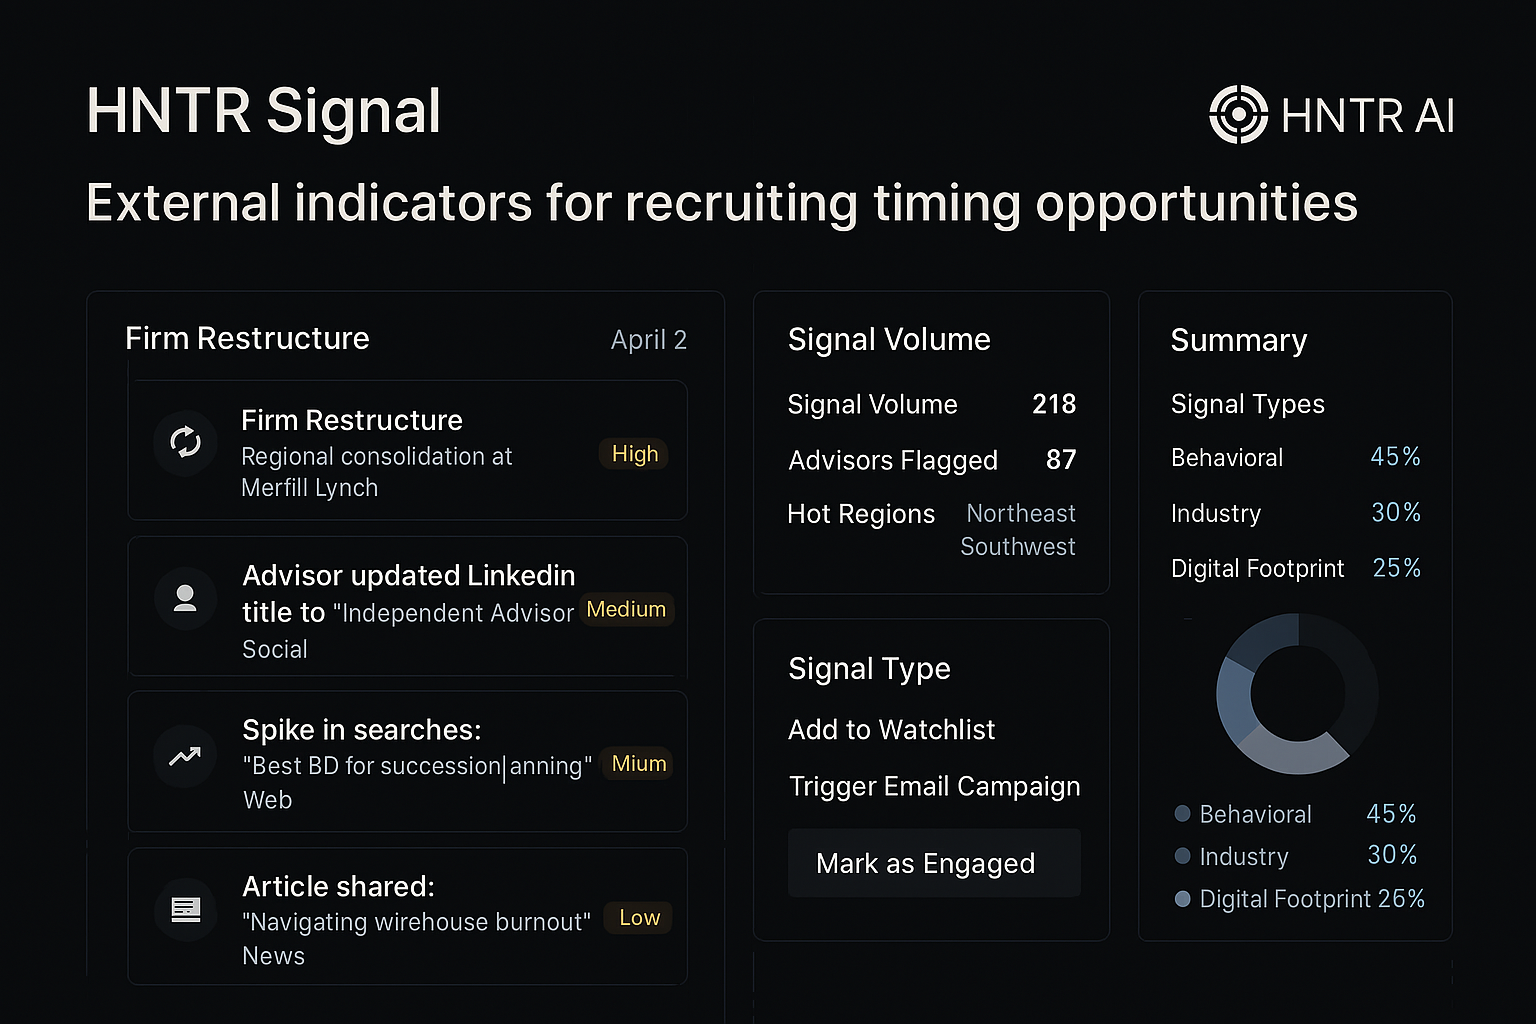 HNTR Signal
HNTR AI
External indicators for recruiting timing opportunities
Firm Restructure
April 2
Firm Restructure
Regional consolidation at
Merfill Lynch
High
Advisor updated Linkedin
title to "Independent Advisor
Social
Medium
Spike in searches:
"Best BD for succession|anning"
Web
Mium
Article shared:
"Navigating wirehouse burnout"
News
Low
Signal Volume
Signal Volume 218
Advisors Flagged 87
Hot Regions Northeast
Southwest
Signal Type
Add to Watchlist
Trigger Email Campaign
Mark as Engaged
Summary
Signal Types
Behavioral 45%
Industry 30%
Digital Footprint 25%
Behavioral 45%
Industry 30%
Digital Footprint 26%